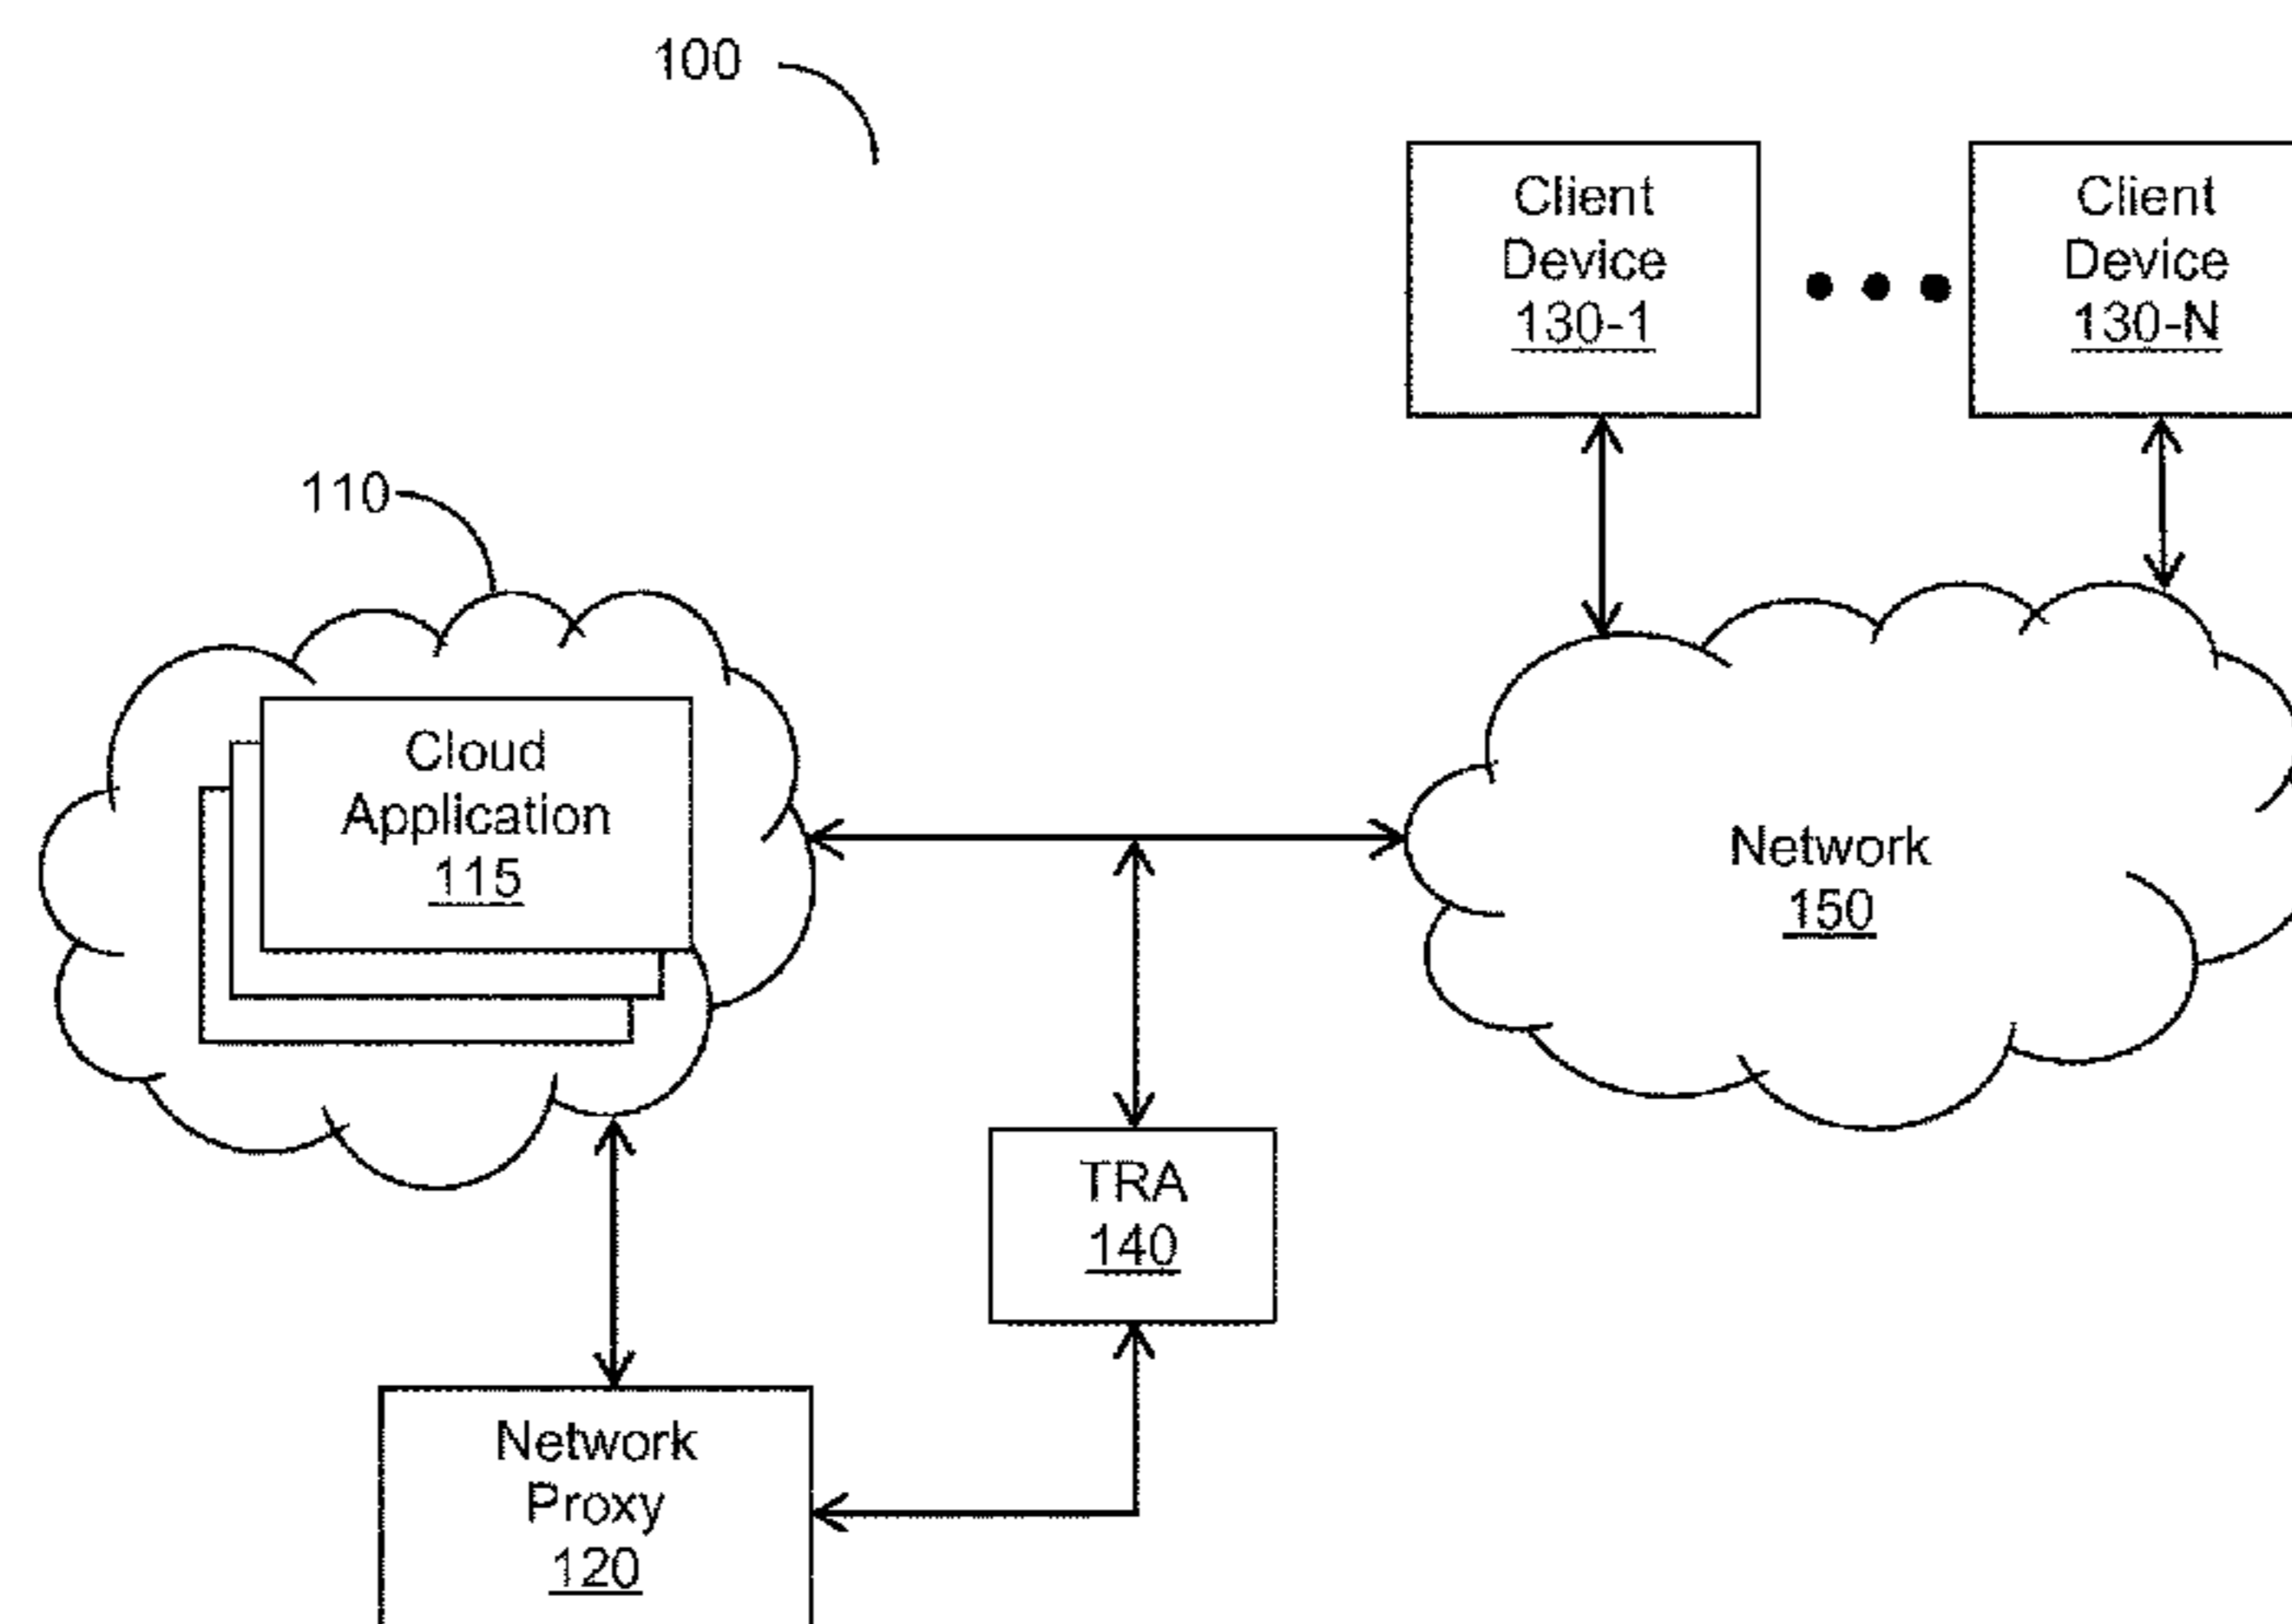 100
Client
Device
130-1
Client
Device
130-N
110
Cloud
Application
115
Network
150
TRA
140
Network
Proxy
120